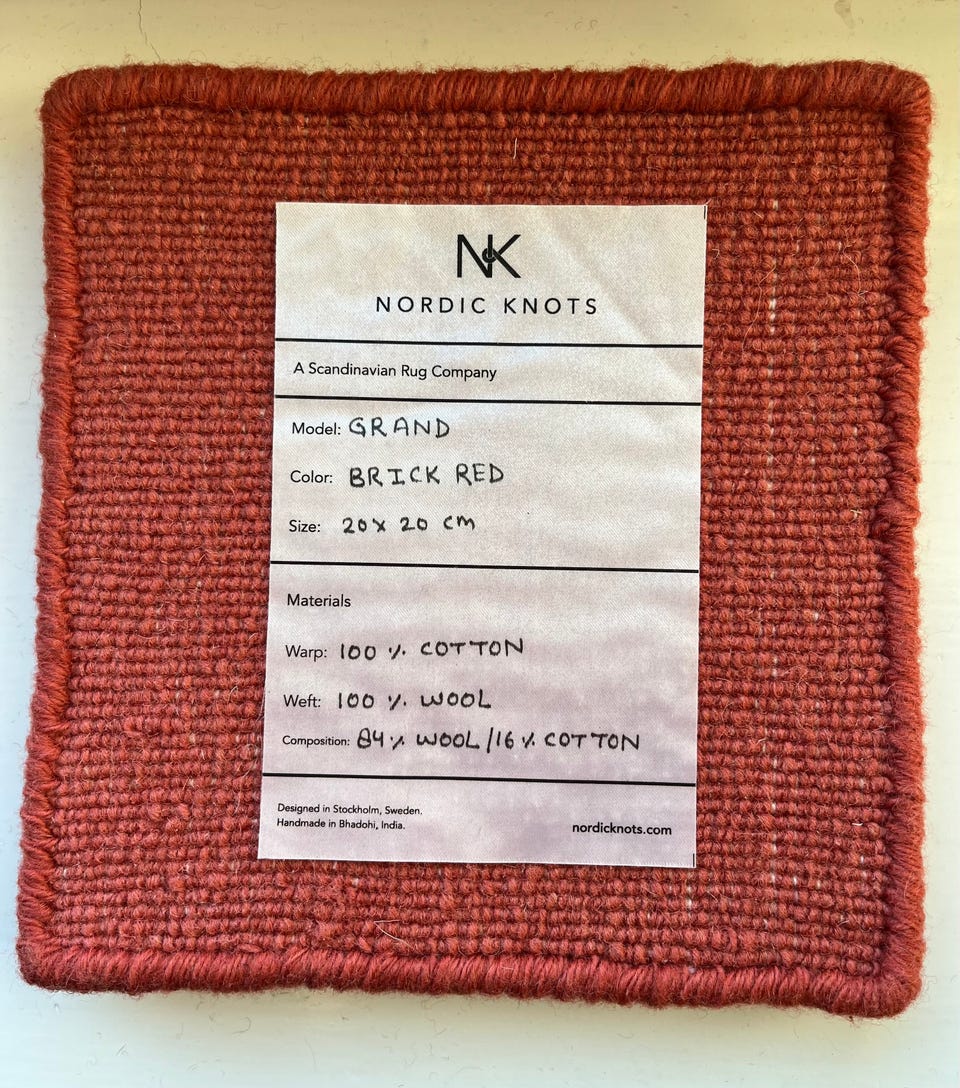 NK
NORDIC KNOTS
A Scandinavian Rug Company
Model: GRAND
Color: BRICK RED
Size: 20 x 20 cm
Materials
Warp: 100 % COTTON
Weft: 100 % WOOL
Composition: 84% WOOL/16% COTTON
Designed in Stockholm, Sweden.
Handmade in Bhadohi, India.
nordicknots.com